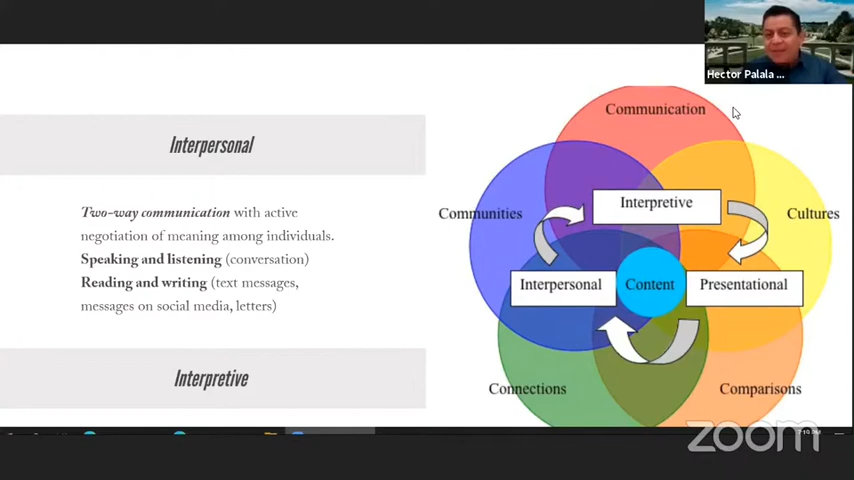 Hector Palala ...
Interpersonal
Two-way communication with active
negotiation of meaning among individuals.
Speaking and listening (conversation)
Reading and writing (text messages,
messages on social media, letters)
Interpretive
Communication
Communities
Interpretive
Cultures
Interpersonal
Content
Presentational
Connections
Comparisons
zoom